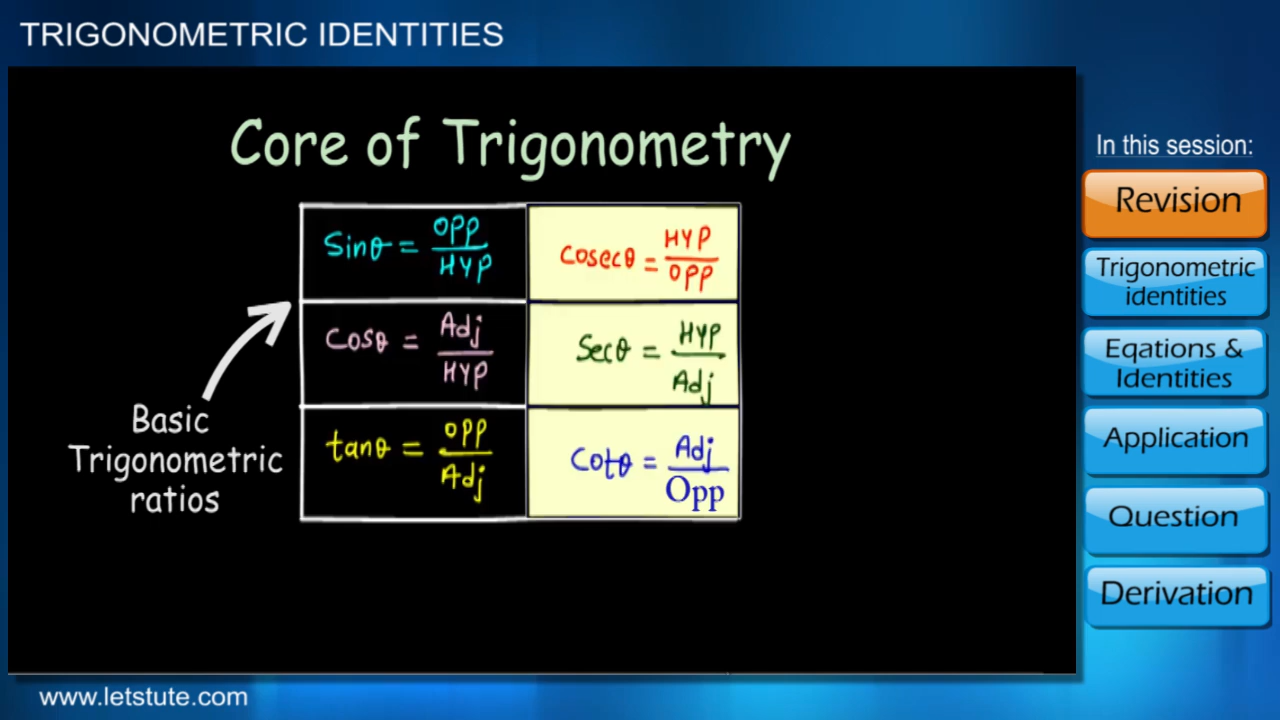 TRIGONOMETRIC IDENTITIES
Core of Trigonometry
Sinθ = OPP/HYP
Cosecθ = HYP/OPP
Cosθ = Adj/HYP
Secθ = HYP/Adj
tanθ = OPP/Adj
Cotθ = Adj/Opp
Basic
Trigonometric
ratios
In this session:
Revision
Trigonometric
identities
Eqations &
Identities
Application
Question
Derivation
www.letstute.com